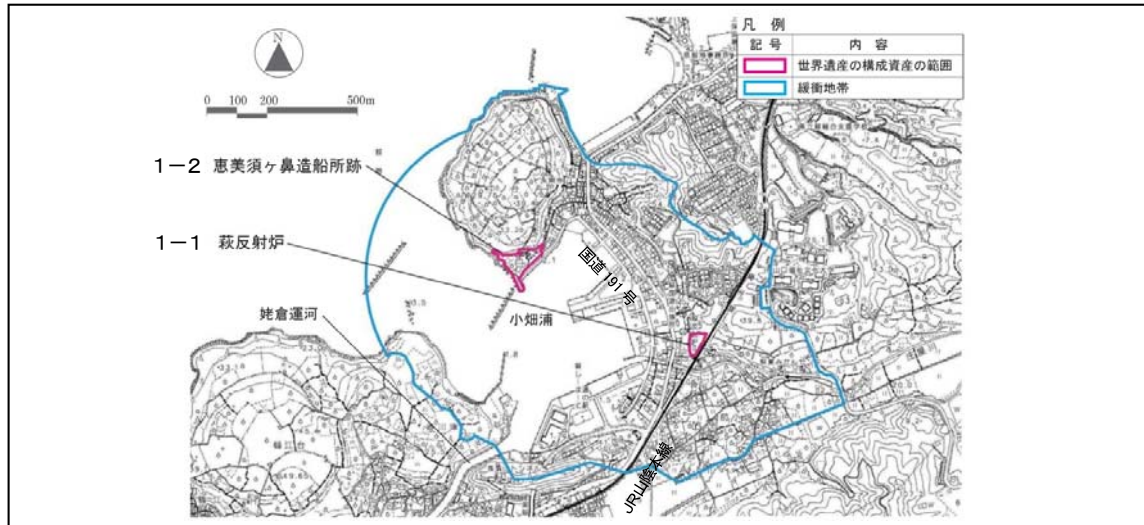 凡 例
記 号 内 容
世界遺産の構成資産の範囲
緩衝地帯
N
0 100 200 500m
1-2 恵美須ヶ鼻造船所跡
1-1 萩反射炉
国道 191 号
小畑浦
姥倉運河
JR山陰本線